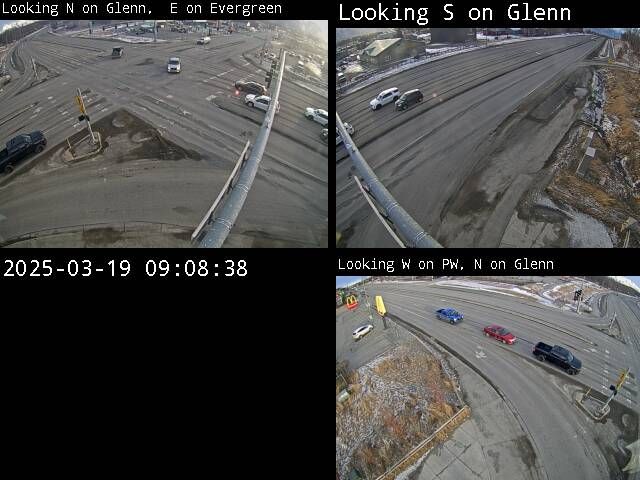 Looking N on Glenn,  E on Evergreen
Looking S on Glenn
2025-03-19 09:08:38
Looking W on PW, N on Glenn